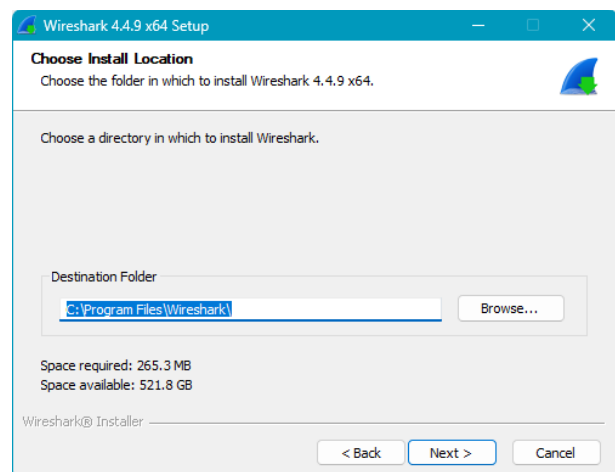 Wireshark 4.4.9 x64 Setup
Choose Install Location
Choose the folder in which to install Wireshark 4.4.9 x64.
Choose a directory in which to install Wireshark.
Destination Folder
C:\Program Files\Wireshark\
Browse...
Space required: 265.3 MB
Space available: 521.8 GB
Wireshark® Installer
< Back
Next >
Cancel